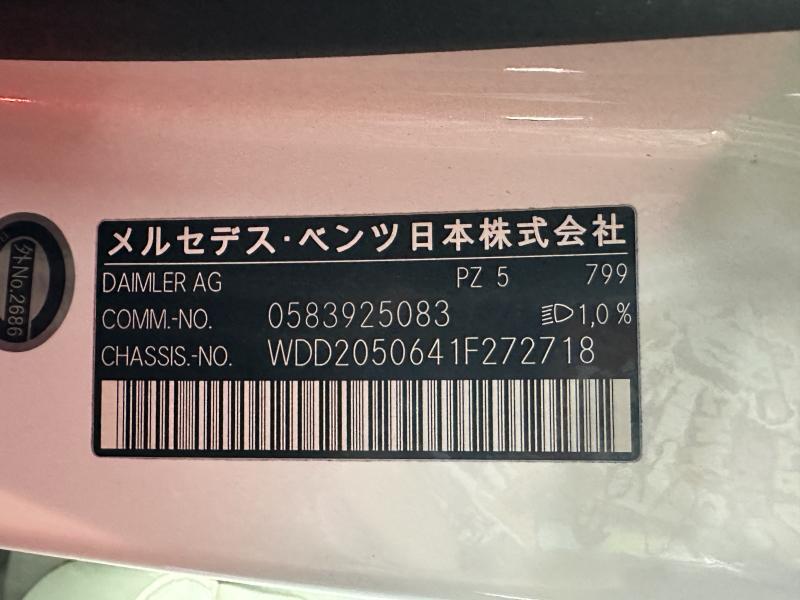 メルセデス・ベンツ日本株式会社
DAIMLER AG PZ 5 799
COMM.-NO. 0583925083 1,0 %
CHASSIS.-NO. WDD2050641F272718
外No.2686